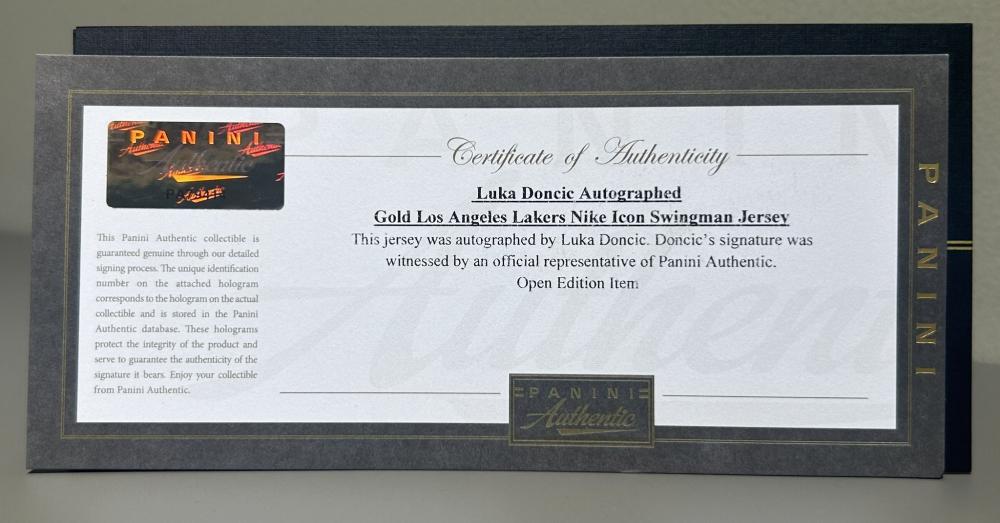 PANINI
Authentic
Certificate of Authenticity
Luka Doncic Autographed
Gold Los Angeles Lakers Nike Icon Swingman Jersey
This jersey was autographed by Luka Doncic. Doncic's signature was
witnessed by an official representative of Panini Authentic.
Open Edition Item
This Panini Authentic collectible is
guaranteed genuine through our detailed
signing process. The unique identification
number on the attached hologram
corresponds to the hologram on the actual
collectible and is stored in the Panini
Authentic database. These holograms
protect the integrity of the product and
serve to guarantee the authenticity of the
signature it bears. Enjoy your collectible
from Panini Authentic.
PANINI
Authentic
PANINI